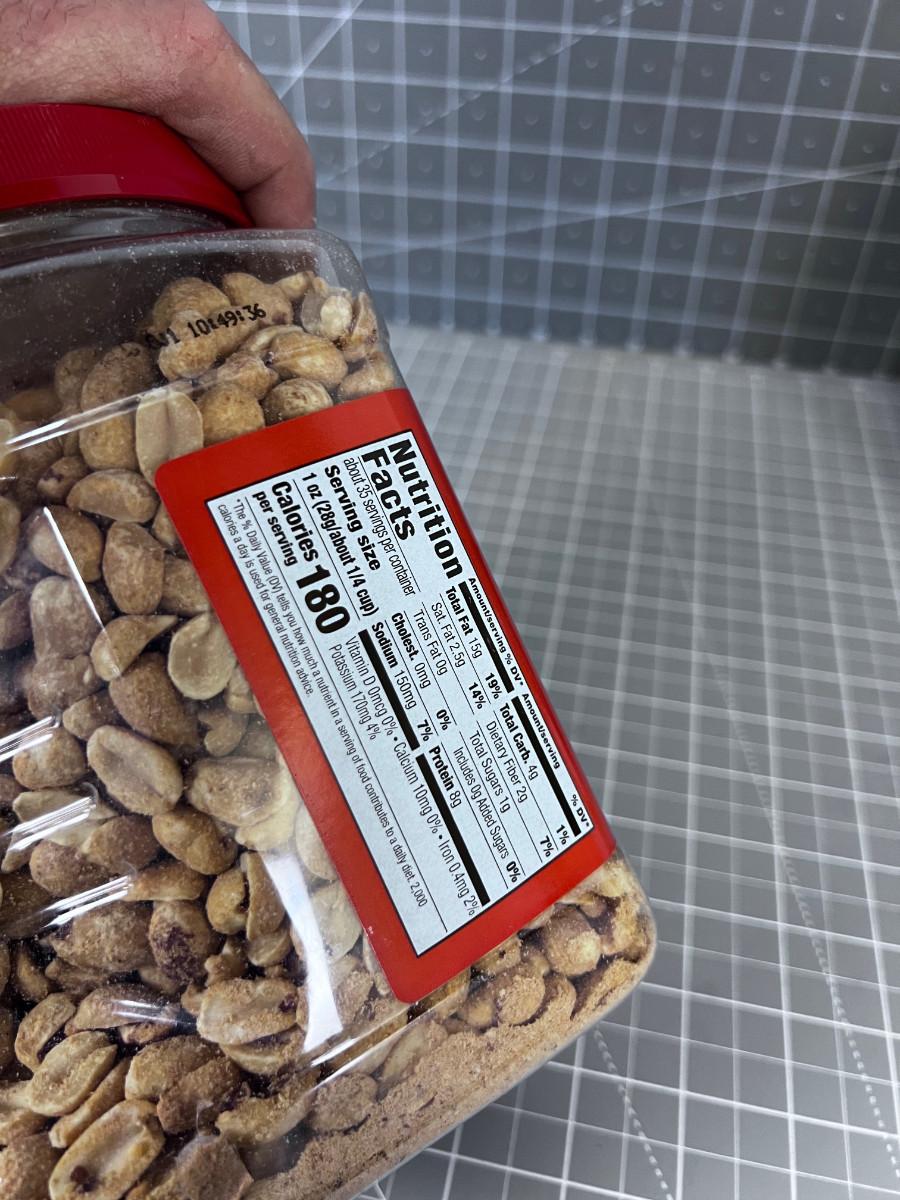 10:49:36
Nutrition
Facts
about 35 servings per container
Serving size
1 oz (28g/about 1/4 cup)
Calories 180
per serving
Amount/serving % DV*
Total Fat 15g 19%
Sat. Fat 2.5g 14%
Trans Fat 0g
Cholest. 0mg 0%
Sodium 150mg 7%
Amount/serving % DV*
Total Carb. 4g 1%
Dietary Fiber 2g 7%
Total Sugars 1g
Includes 0g Added Sugars 0%
Protein 8g
Vitamin D 0mcg 0% • Calcium 10mg 0% • Iron 0.4mg 2%
Potassium 170mg 4%
*The % Daily Value (DV) tells you how much a nutrient in a serving of food contributes to a daily diet. 2,000
calories a day is used for general nutrition advice.